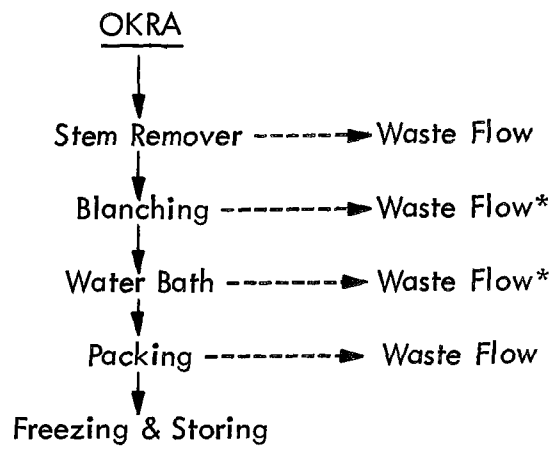 OKRA
Stem Remover Waste Flow
Blanching Waste Flow*
Water Bath Waste Flow*
Packing Waste Flow
Freezing & Storing